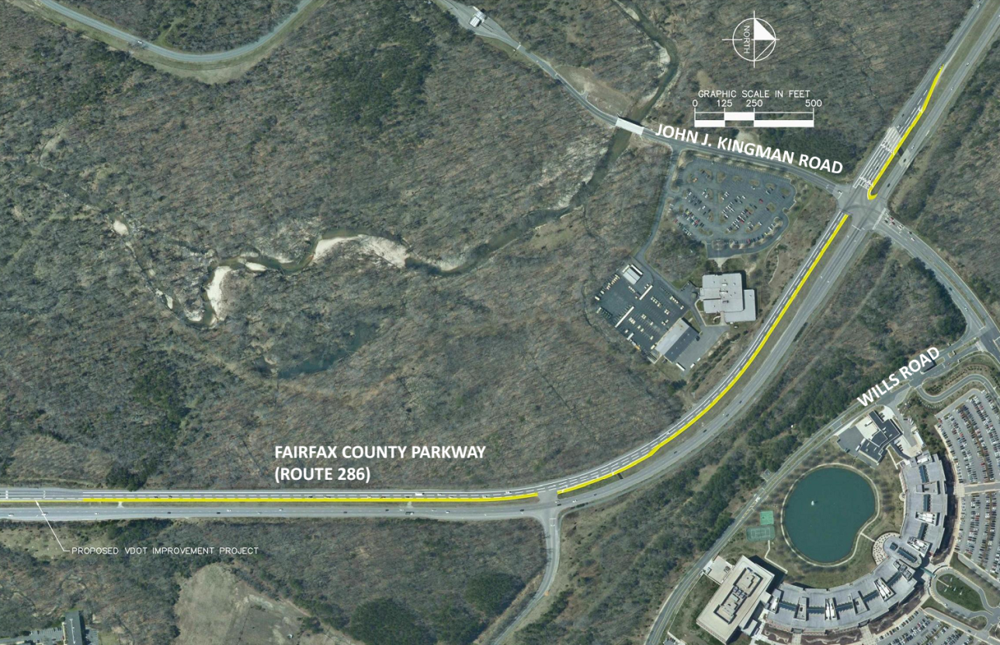 NORTH
GRAPHIC SCALE IN FEET
0 125 250 500
JOHN J. KINGMAN ROAD
WILLS ROAD
FAIRFAX COUNTY PARKWAY
(ROUTE 286)
PROPOSED VDOT IMPROVEMENT PROJECT